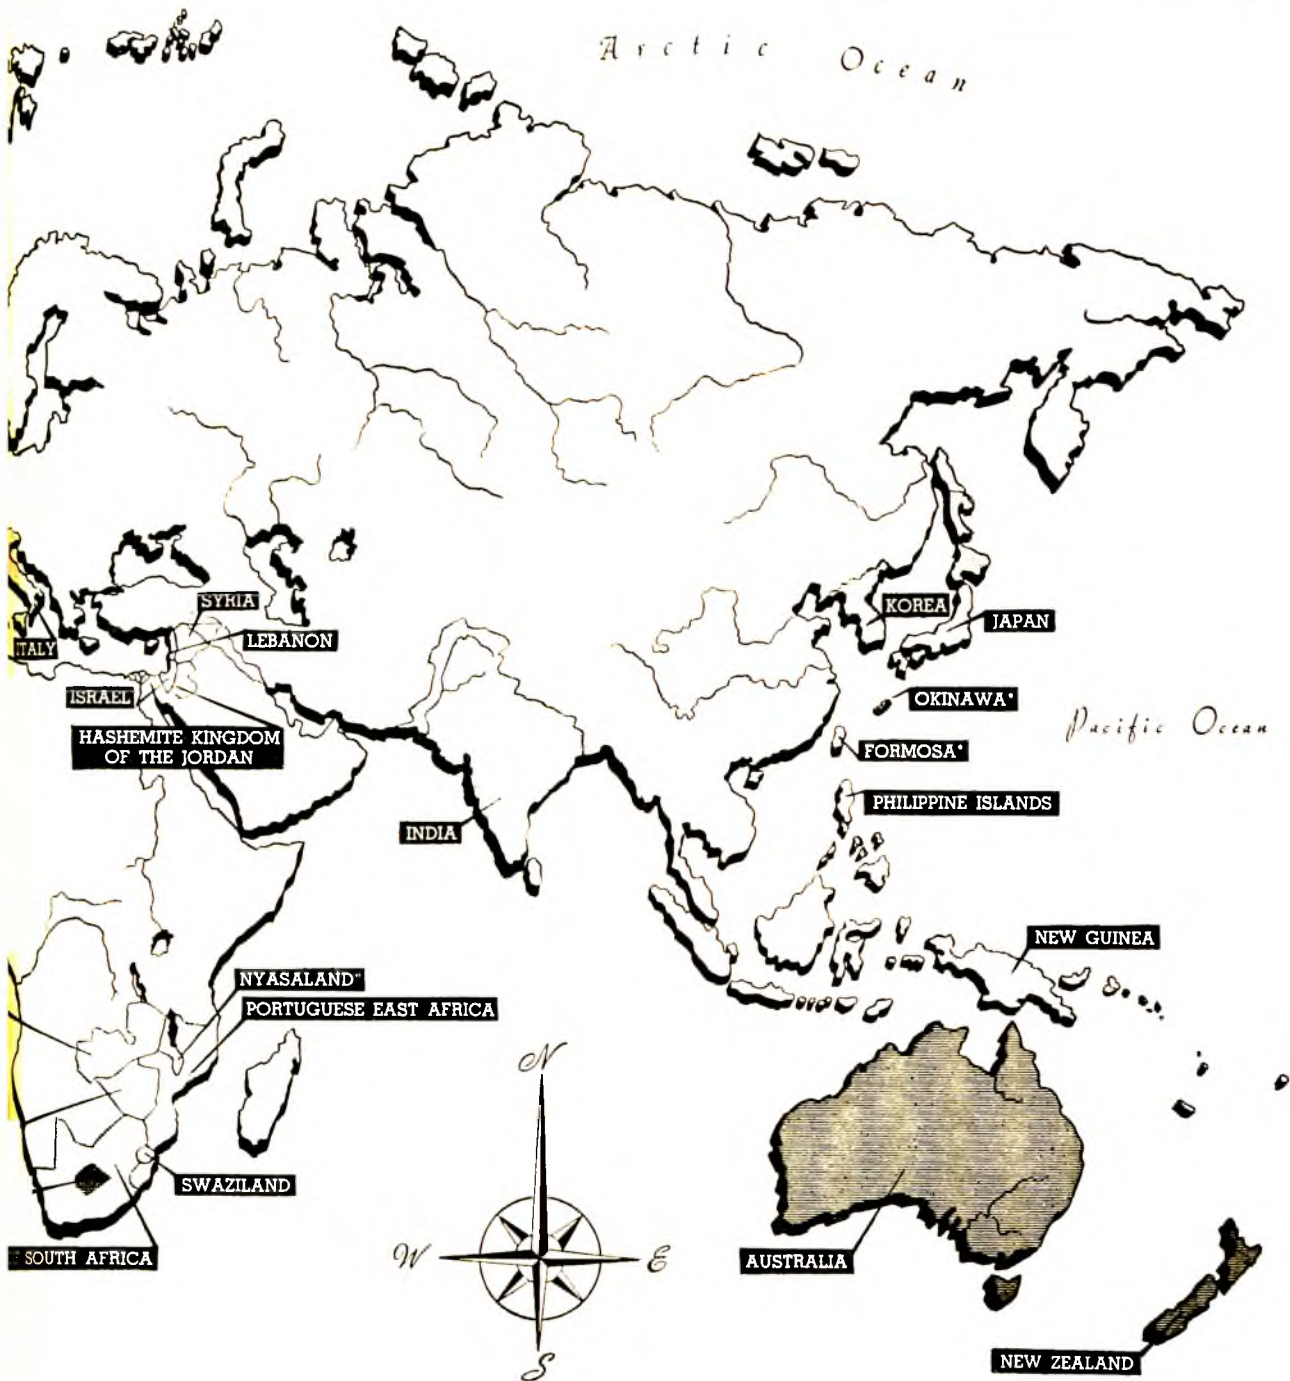 Arctic Ocean
SYRIA
KOREA
JAPAN
ITALY
LEBANON
ISRAEL
OKINAWA*
HASHEMITE KINGDOM
OF THE JORDAN
Pacific Ocean
FORMOSA*
PHILIPPINE ISLANDS
INDIA
NEW GUINEA
NYASALAND*
PORTUGUESE EAST AFRICA
N
SWAZILAND
W
E
SOUTH AFRICA
AUSTRALIA
S
NEW ZEALAND